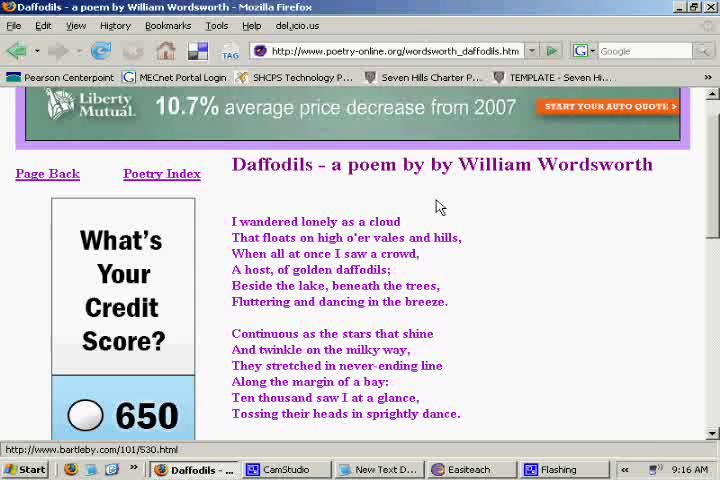 Daffodils - a poem by William Wordsworth - Mozilla Firefox
File Edit View History Bookmarks Tools Help del.icio.us
TAG http://www.poetry-online.org/wordsworth_daffodils.htm G Google
Pearson Centerpoint MECnet Portal Login SHCPS Technology P... Seven Hills Charter P... TEMPLATE - Seven Hi... »
Liberty Mutual. 10.7% average price decrease from 2007 START YOUR AUTO QUOTE >
Page Back Poetry Index
Daffodils - a poem by by William Wordsworth
What's
Your
Credit
Score?
650
I wandered lonely as a cloud
That floats on high o'er vales and hills,
When all at once I saw a crowd,
A host, of golden daffodils;
Beside the lake, beneath the trees,
Fluttering and dancing in the breeze.
Continuous as the stars that shine
And twinkle on the milky way,
They stretched in never-ending line
Along the margin of a bay:
Ten thousand saw I at a glance,
Tossing their heads in sprightly dance.
http://www.bartleby.com/101/530.html
Start » Daffodils - ... CamStudio New Text D... Easiteach Flashing « 9:16 AM